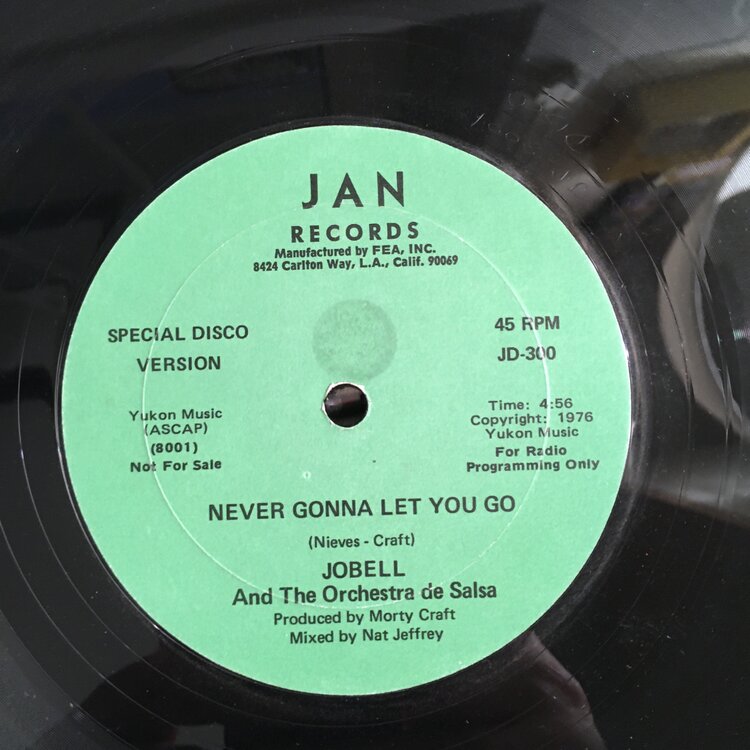 JAN
RECORDS
Manufactured by FEA, INC.
8424 Carlton Way, L.A., Calif. 90069
SPECIAL DISCO
VERSION
45 RPM
JD-300
Yukon Music
(ASCAP)
(8001)
Not For Sale
Time: 4:56
Copyright: 1976
Yukon Music
For Radio
Programming Only
NEVER GONNA LET YOU GO
(Nieves - Craft)
JOBELL
And The Orchestra de Salsa
Produced by Morty Craft
Mixed by Nat Jeffrey